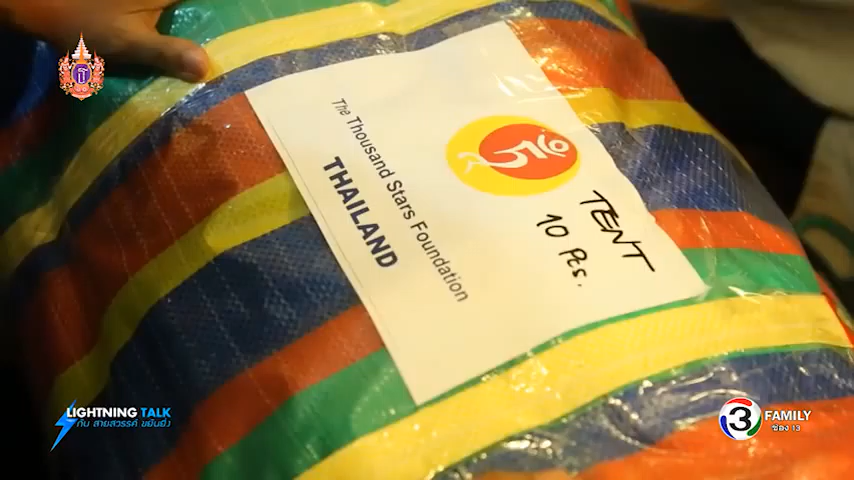 The Thousand Stars Foundation
THAILAND
TENT
10 Pcs.
LIGHTNING TALK
กับ สายสวรรค์ ขยันยิ่ง
3 FAMILY
ช่อง 13